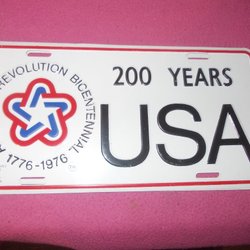 REVOLUTION BICENTENNIAL
1776-1976
200 YEARS
USA